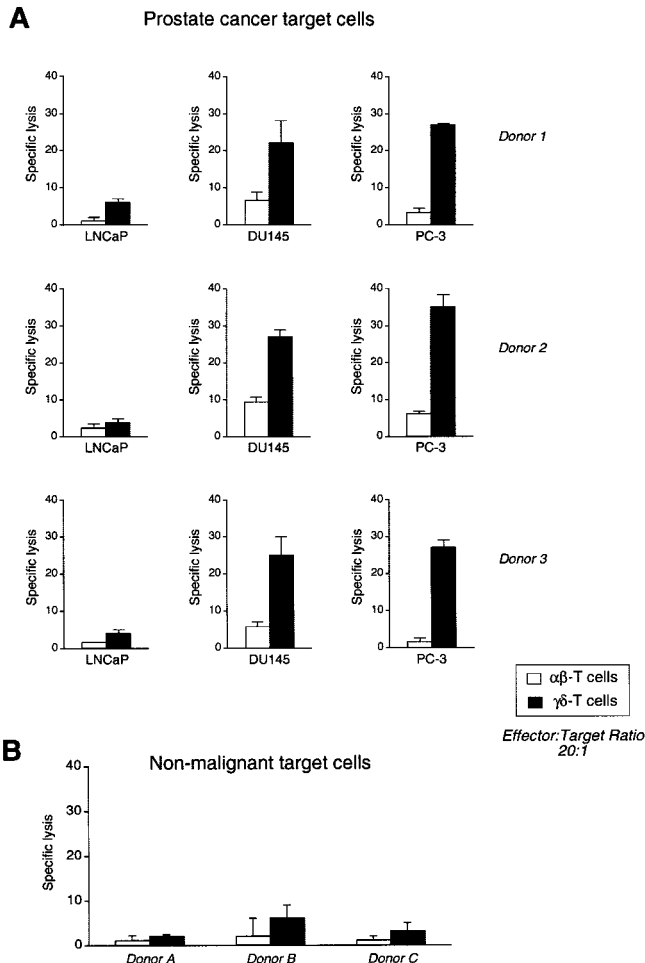 A
Prostate cancer target cells
Specific lysis
40
30
20
10
0
LNCaP
Specific lysis
40
30
20
10
0
DU145
Specific lysis
40
30
20
10
0
PC-3
Donor 1
Specific lysis
40
30
20
10
0
LNCaP
Specific lysis
40
30
20
10
0
DU145
Specific lysis
40
30
20
10
0
PC-3
Donor 2
Specific lysis
40
30
20
10
0
LNCaP
Specific lysis
40
30
20
10
0
DU145
Specific lysis
40
30
20
10
0
PC-3
Donor 3
αβ-T cells
γδ-T cells
Effector:Target Ratio
20:1
B
Non-malignant target cells
Specific lysis
40
30
20
10
0
Donor A
Donor B
Donor C